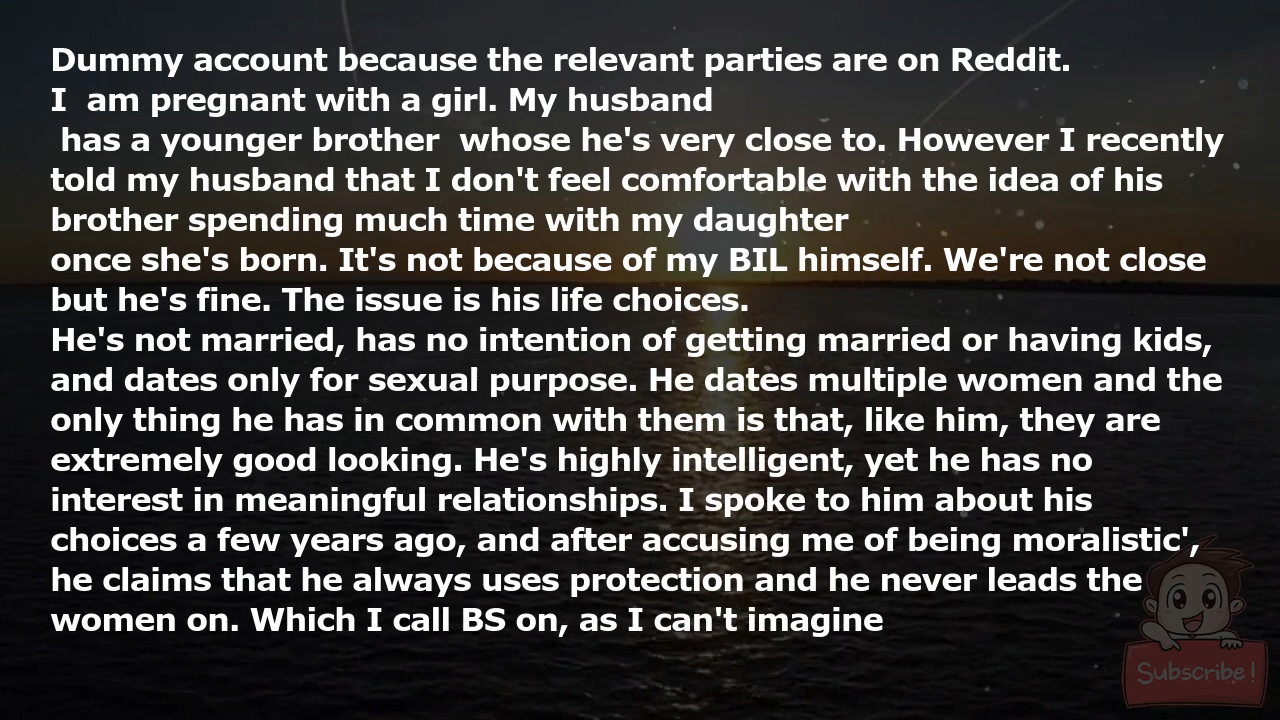 Dummy account because the relevant parties are on Reddit.
I  am pregnant with a girl. My husband
 has a younger brother  whose he's very close to. However I recently
told my husband that I don't feel comfortable with the idea of his
brother spending much time with my daughter
once she's born. It's not because of my BIL himself. We're not close
but he's fine. The issue is his life choices.
He's not married, has no intention of getting married or having kids,
and dates only for sexual purpose. He dates multiple women and the
only thing he has in common with them is that, like him, they are
extremely good looking. He's highly intelligent, yet he has no
interest in meaningful relationships. I spoke to him about his
choices a few years ago, and after accusing me of being moralistic',
he claims that he always uses protection and he never leads the
women on. Which I call BS on, as I can't imagine
Subscribe!